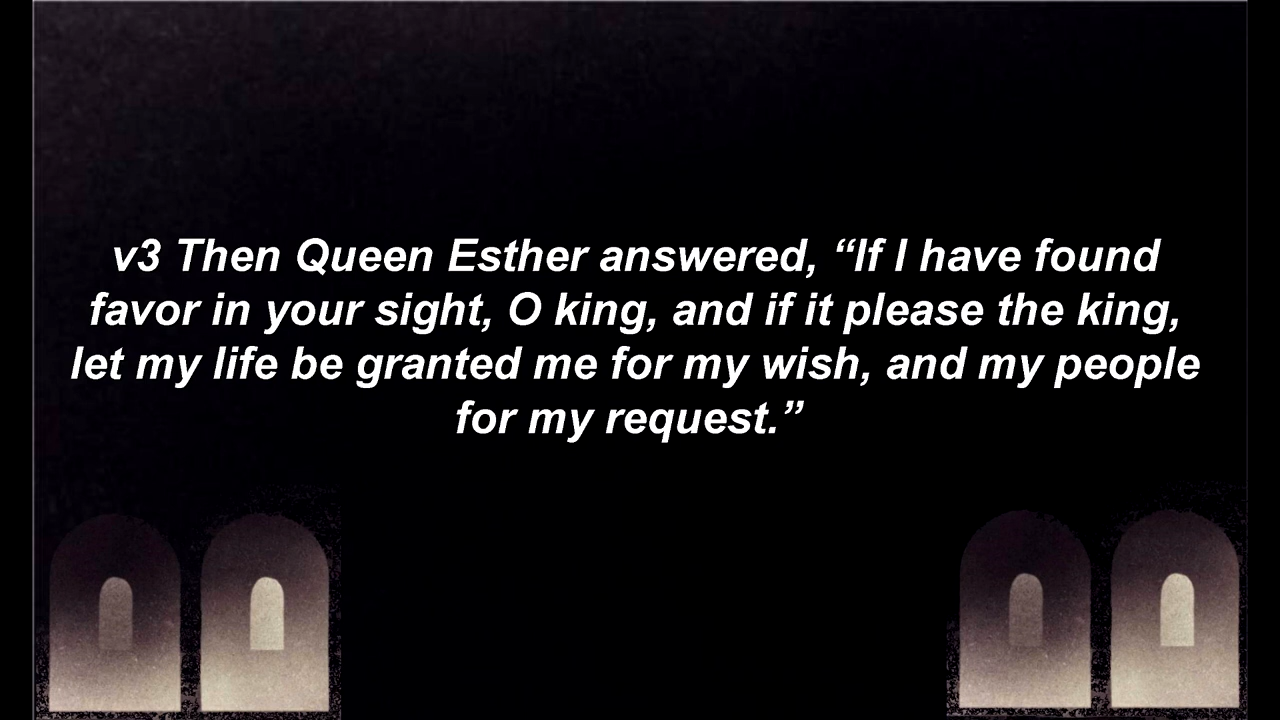 v3 Then Queen Esther answered, “If I have found
favor in your sight, O king, and if it please the king,
let my life be granted me for my wish, and my people
for my request.”